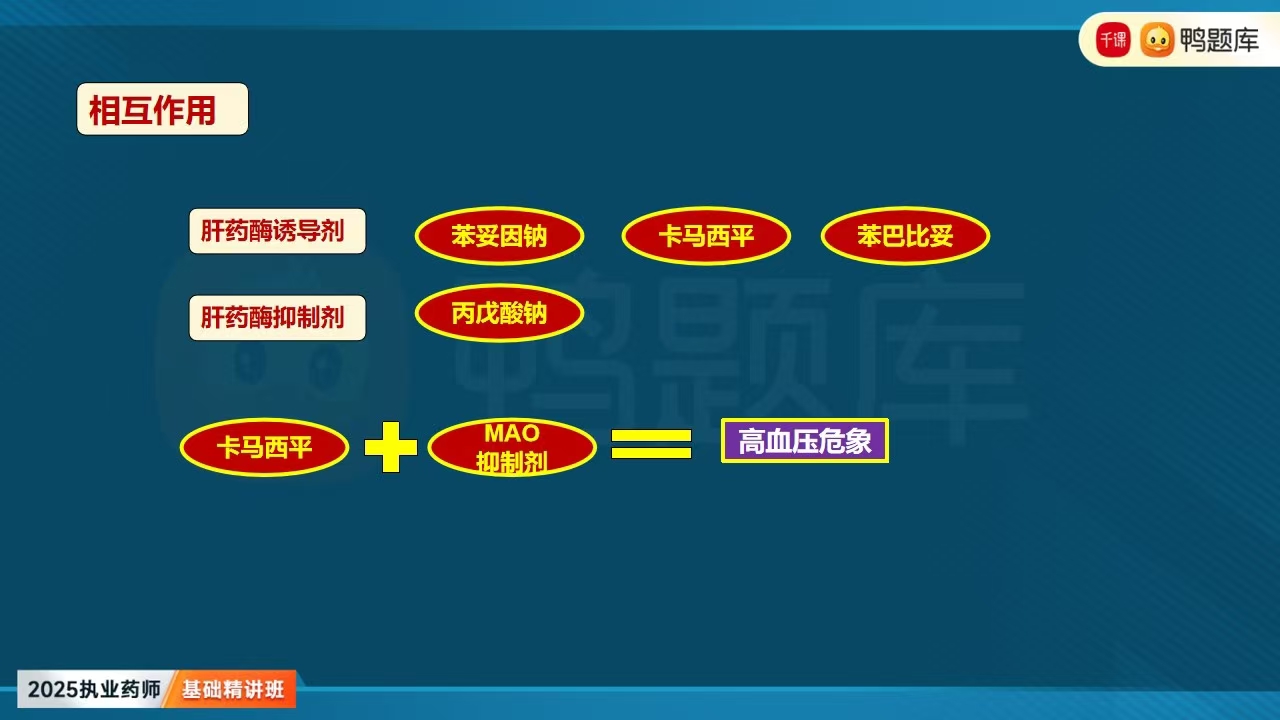 千课 鸭题库
相互作用
肝药酶诱导剂 苯妥因钠 卡马西平 苯巴比妥
肝药酶抑制剂 丙戊酸钠
鸭题库
卡马西平 MAO 抑制剂 高血压危象
2025执业药师 基础精讲班